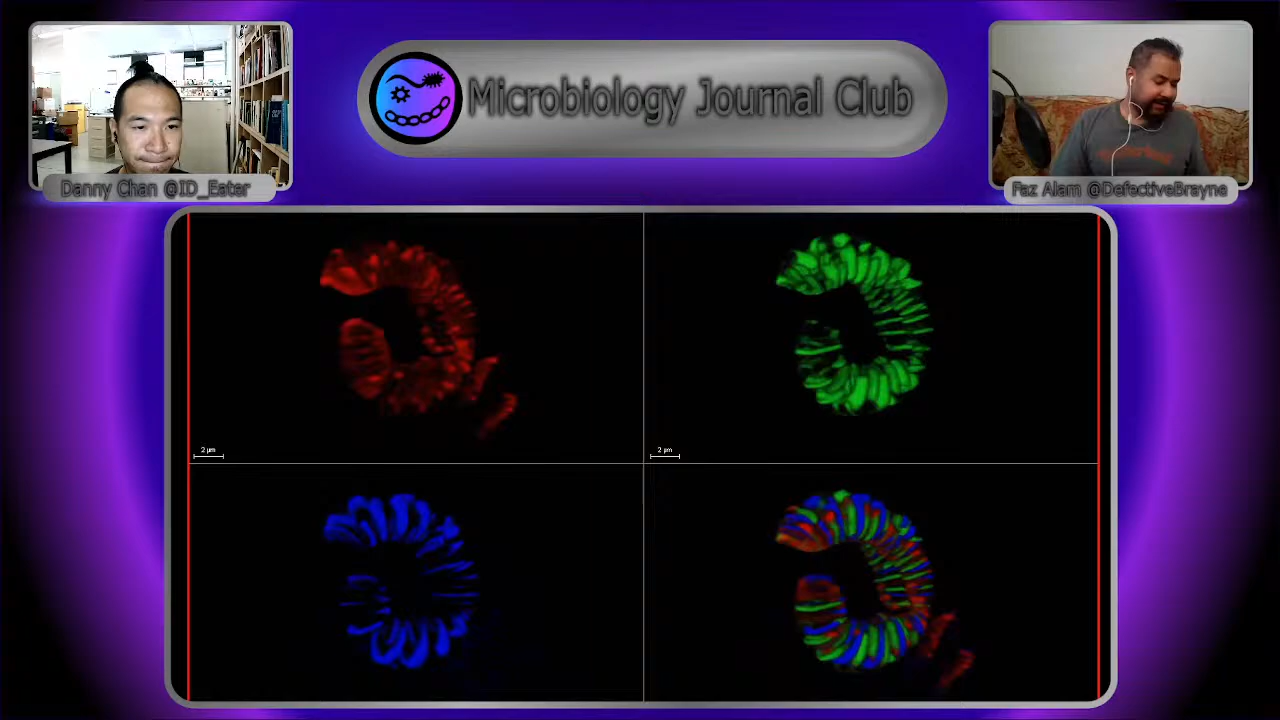 Microbiology Journal Club
Danny Chan @ID_Eater
Faz Alam @DefectiveBrayne
2 µm
2 µm